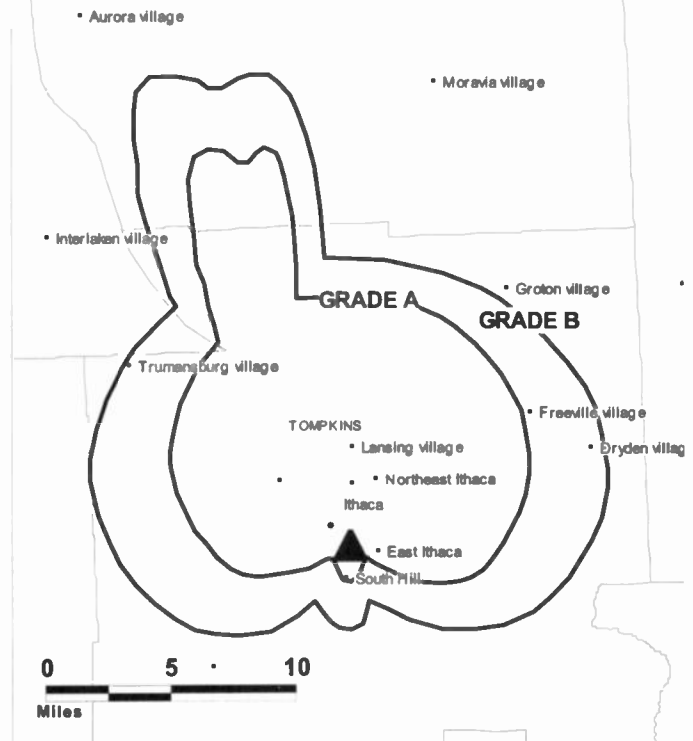 Aurora village
Moravia village
Interlaken village
Groton village
GRADE A
GRADE B
Trumansburg village
Freeville village
TOMPKINS
Lansing village
Dryden villag
Northeast Ithaca
Ithaca
East Ithaca
South Hill
0 5 10
Miles